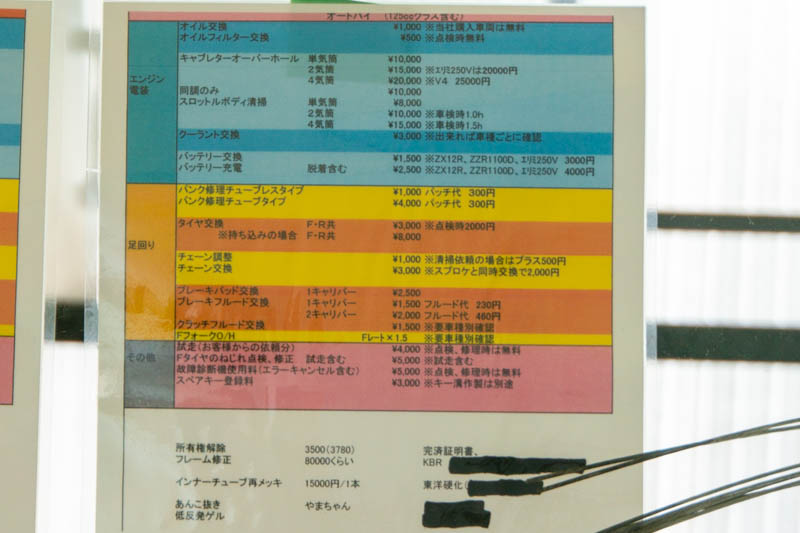 オートバイ (125ccクラス含む)
オイル交換 ¥1,000 ※当社購入車両は無料
オイルフィルター交換 ¥500 ※点検時無料
キャブレターオーバーホール 単気筒 ¥10,000
2気筒 ¥15,000 ※エリミ250Vは20000円
4気筒 ¥20,000 ※V4 25000円
エンジン
電装
同調のみ ¥10,000
スロットルボディ清掃 単気筒 ¥8,000
2気筒 ¥10,000 ※車検時1.0h
4気筒 ¥15,000 ※車検時1.5h
クーラント交換 ¥3,000 ※出来れば車種ごとに確認
バッテリー交換 ¥1,500 ※ZX12R、ZZR1100D、エリミ250V 3000円
バッテリー充電 脱着含む ¥2,500 ※ZX12R、ZZR1100D、エリミ250V 4000円
パンク修理チューブレスタイプ ¥1,000 パッチ代 300円
パンク修理チューブタイプ ¥4,000 パッチ代 300円
タイヤ交換 F・R共 ¥3,000 ※点検時2000円
※持ち込みの場合 F・R共 ¥8,000
足回り
チェーン調整 ¥1,000 ※清掃依頼の場合はプラス500円
チェーン交換 ¥3,000 ※スプロケと同時交換で2,000円
ブレーキパッド交換 1キャリパー ¥2,500
ブレーキフルード交換 1キャリパー ¥1,500 フルード代 230円
2キャリパー ¥2,000 フルード代 460円
クラッチフルード交換 ¥1,500 ※要車種別確認
FフォークO/H Fレート×1.5 ※要車種別確認
その他
試走(お客様からの依頼分) ¥4,000 ※点検、修理時は無料
Fタイヤのねじれ点検、修正 試走含む ¥5,000 ※試走含む
故障診断機使用料(エラーキャンセル含む) ¥5,000 ※点検、修理時は無料
スペアキー登録料 ¥3,000 ※キー溝作製は別途
所有権解除 3500(3780) 完済証明書、
フレーム修正 80000くらい KBR
インナーチューブ再メッキ 15000円/1本 東洋硬化(
あんこ抜き やまちゃん
低反発ゲル